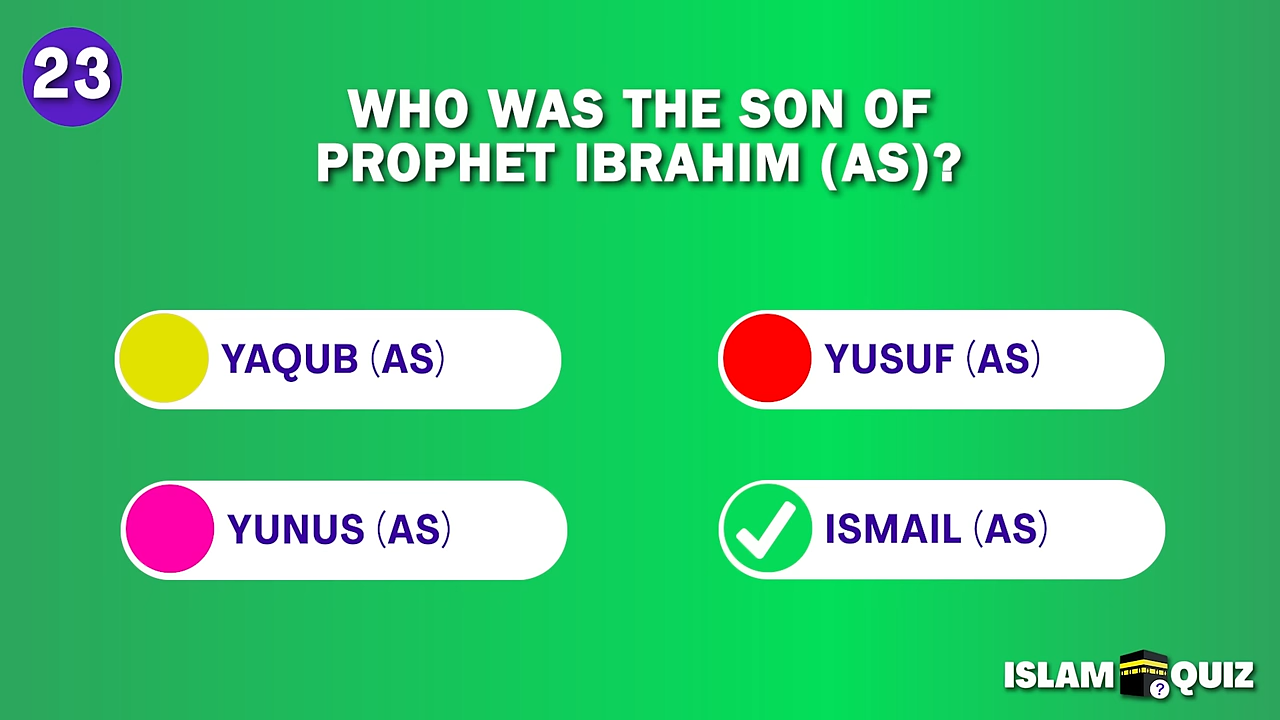 23
WHO WAS THE SON OF
PROPHET IBRAHIM (AS)?
YAQUB (AS)
YUSUF (AS)
YUNUS (AS)
ISMAIL (AS)
ISLAM ? QUIZ